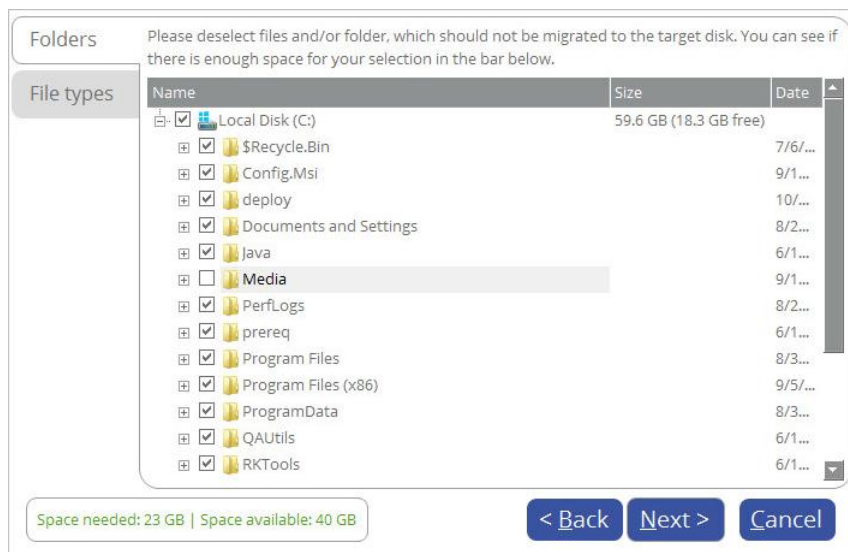 Folders
Please deselect files and/or folder, which should not be migrated to the target disk. You can see if
there is enough space for your selection in the bar below.
File types
Name Size Date
Local Disk (C:) 59.6 GB (18.3 GB free)
$Recycle.Bin 7/6/...
Config.Msi 9/1...
deploy 10/...
Documents and Settings 8/2...
Java 6/1...
Media 9/1...
PerfLogs 8/2...
prereq 6/1...
Program Files 8/3...
Program Files (x86) 9/5/...
ProgramData 8/3...
QAUtils 6/1...
RKTools 6/1...
Space needed: 23 GB | Space available: 40 GB
< Back Next > Cancel